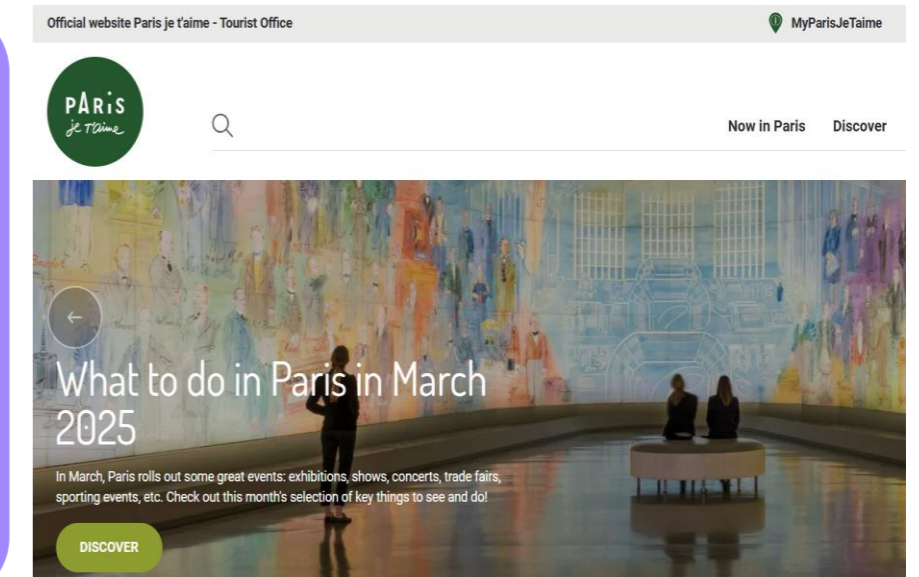 Official website Paris je t'aime - Tourist Office
MyParisJeTaime
PARiS
je t'aime
Now in Paris
Discover
What to do in Paris in March
2025
In March, Paris rolls out some great events: exhibitions, shows, concerts, trade fairs,
sporting events, etc. Check out this month's selection of key things to see and do!
DISCOVER